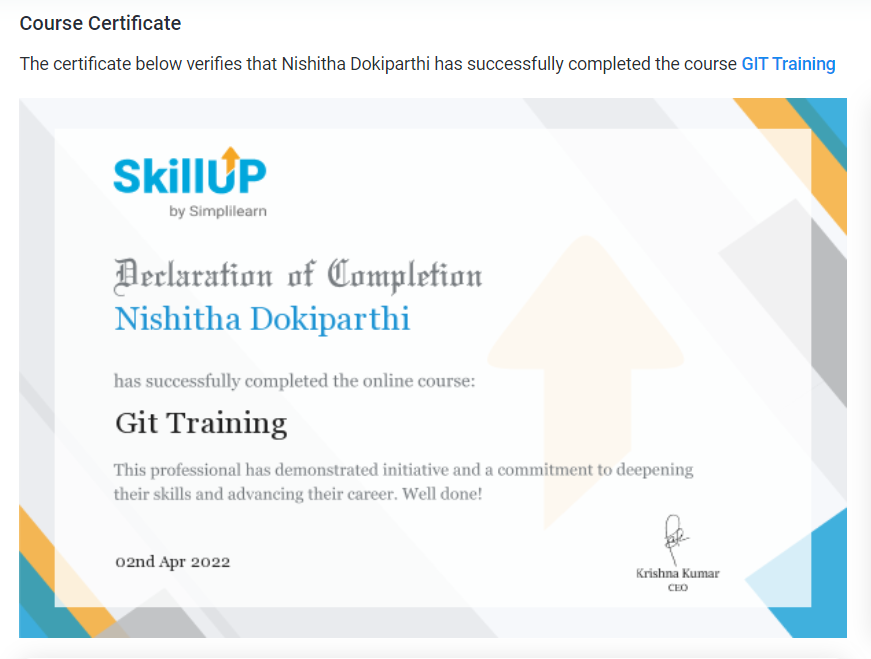 Course Certificate
The certificate below verifies that Nishitha Dokiparthi has successfully completed the course GIT Training
SkillUP
by Simplilearn
Declaration of Completion
Nishitha Dokiparthi
has successfully completed the online course:
Git Training
This professional has demonstrated initiative and a commitment to deepening
their skills and advancing their career. Well done!
02nd Apr 2022
Krishna Kumar
CEO